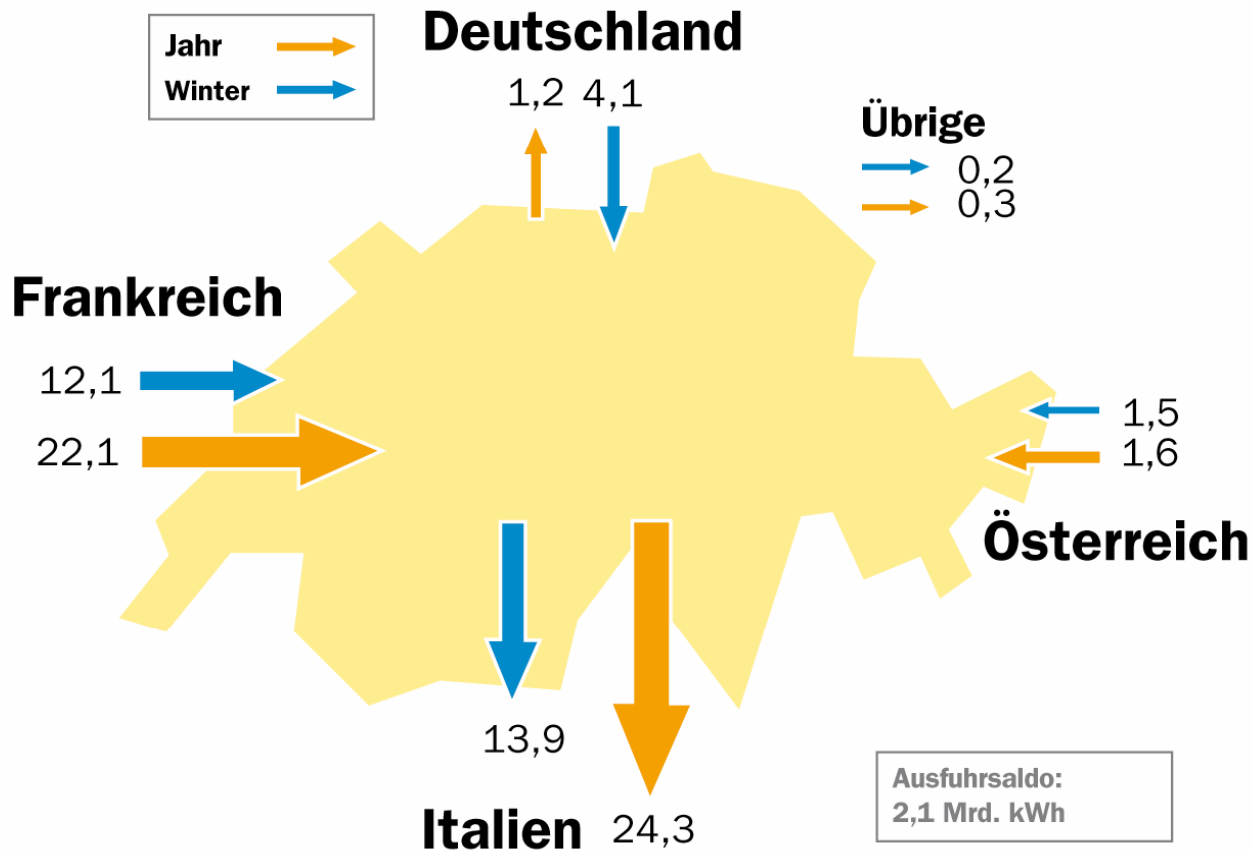 Jahr
Winter
Deutschland
1,2 4,1
Übrige
0,2
0,3
Frankreich
12,1
22,1
1,5
1,6
Österreich
13,9
Italien 24,3
Ausfuhrsaldo:
2,1 Mrd. kWh